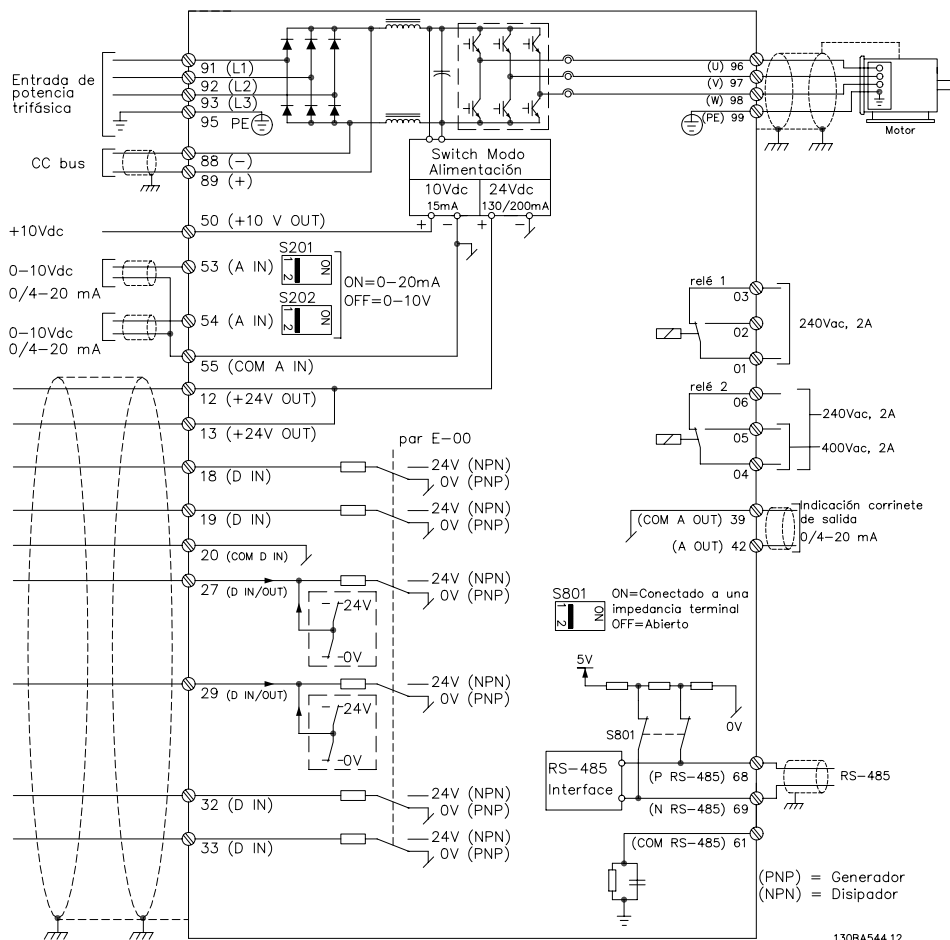 Entrada de
potencia
trifásica
91 (L1)
92 (L2)
93 (L3)
95 PE
CC bus
88 (−)
89 (+)
Switch Modo
Alimentación
10Vdc
15mA
24Vdc
130/200mA
+ − + −
(U) 96
(V) 97
(W) 98
(PE) 99
Motor
+10Vdc
50 (+10 V OUT)
0−10Vdc
0/4−20 mA
53 (A IN)
S201
ON
1 2
ON=0−20mA
OFF=0−10V
S202
ON
1 2
0−10Vdc
0/4−20 mA
54 (A IN)
55 (COM A IN)
12 (+24V OUT)
13 (+24V OUT)
relé 1
03
02
01
240Vac, 2A
relé 2
06
05
04
240Vac, 2A
400Vac, 2A
par E−00
18 (D IN)
24V (NPN)
0V (PNP)
19 (D IN)
24V (NPN)
0V (PNP)
20 (COM D IN)
27 (D IN/OUT)
24V (NPN)
0V (PNP)
24V
0V
29 (D IN/OUT)
24V (NPN)
0V (PNP)
24V
0V
32 (D IN)
24V (NPN)
0V (PNP)
33 (D IN)
24V (NPN)
0V (PNP)
(COM A OUT) 39
(A OUT) 42
Indicación corrinete
de salida
0/4−20 mA
S801
ON
1 2
ON=Conectado a una
impedancia terminal
OFF=Abierto
5V
0V
S801
RS−485
Interface
(P RS−485) 68
(N RS−485) 69
RS−485
(COM RS−485) 61
(PNP) = Generador
(NPN) = Disipador
130BA544.12